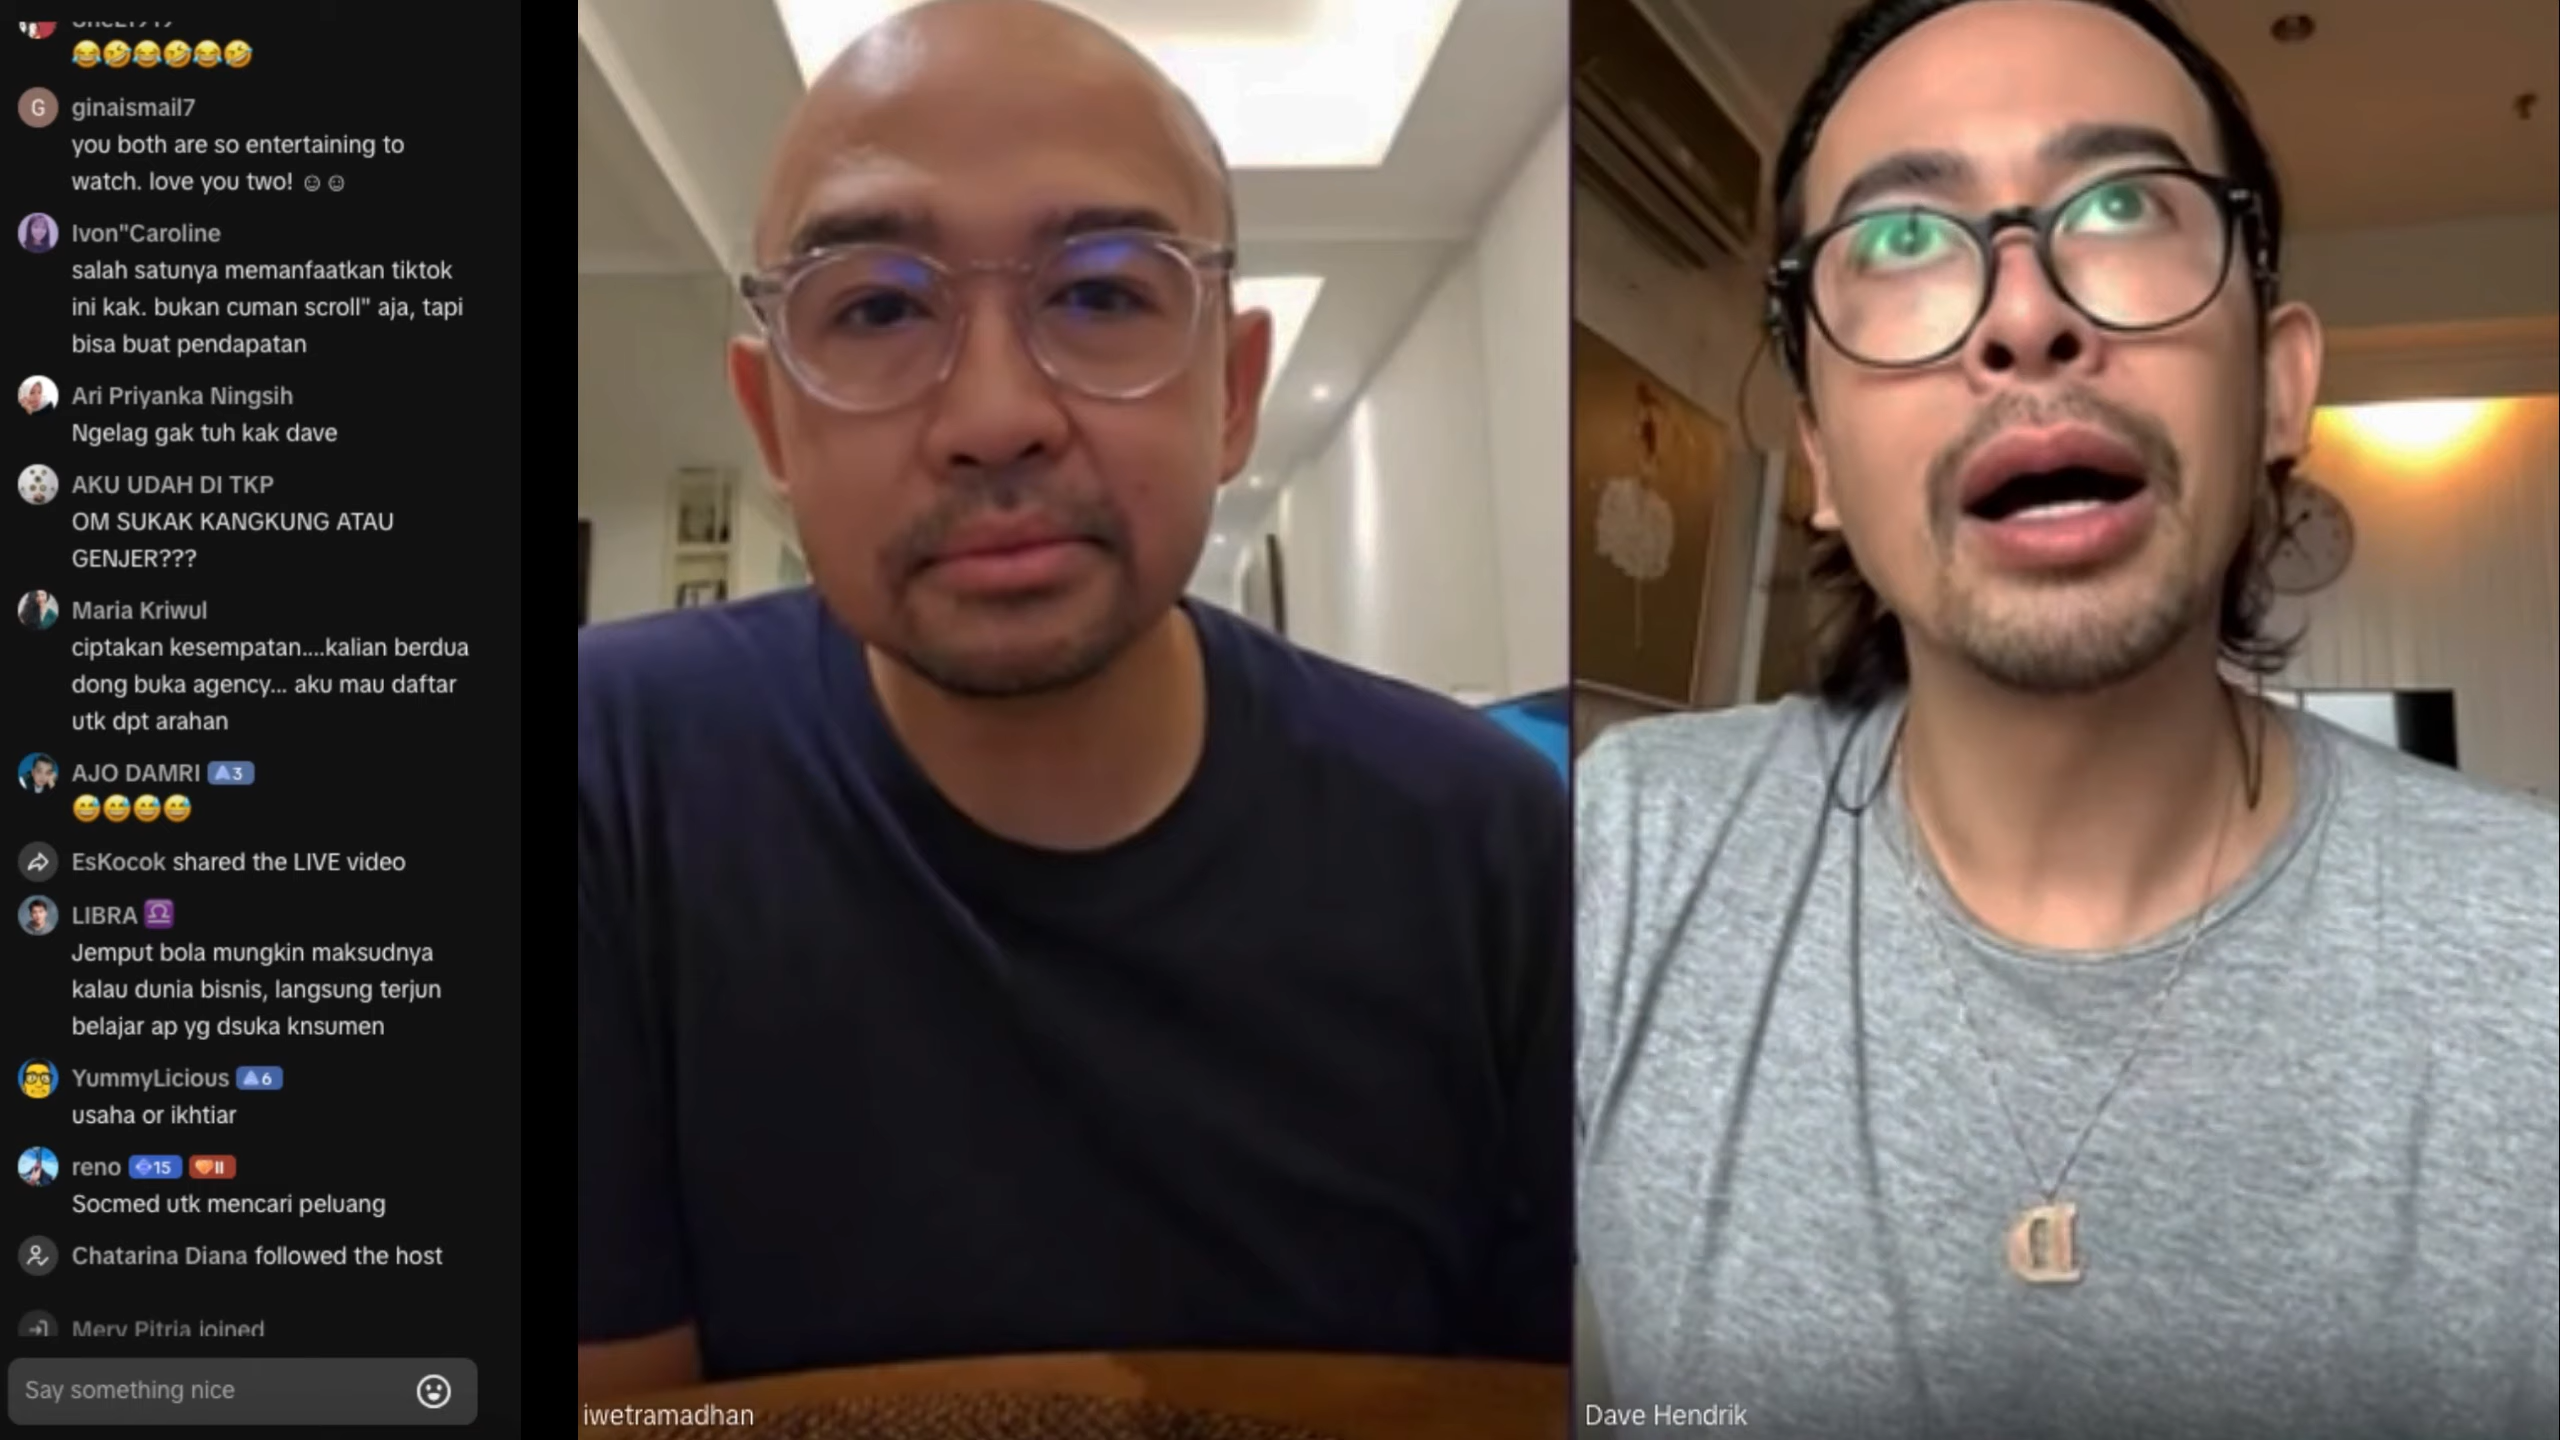 😂🤣😂🤣😂🤣
G
ginaismail7
you both are so entertaining to
watch. love you two! ☺☺
Ivon"Caroline
salah satunya memanfaatkan tiktok
ini kak. bukan cuman scroll" aja, tapi
bisa buat pendapatan
Ari Priyanka Ningsih
Ngelag gak tuh kak dave
AKU UDAH DI TKP
OM SUKAK KANGKUNG ATAU
GENJER???
Maria Kriwul
ciptakan kesempatan....kalian berdua
dong buka agency... aku mau daftar
utk dpt arahan
AJO DAMRI 3
😅😅😅😅
EsKocok shared the LIVE video
LIBRA ♎
Jemput bola mungkin maksudnya
kalau dunia bisnis, langsung terjun
belajar ap yg dsuka knsumen
YummyLicious 6
usaha or ikhtiar
reno 15 II
Socmed utk mencari peluang
Chatarina Diana followed the host
Mery Pitria joined
Say something nice
iwetramadhan
Dave Hendrik
D